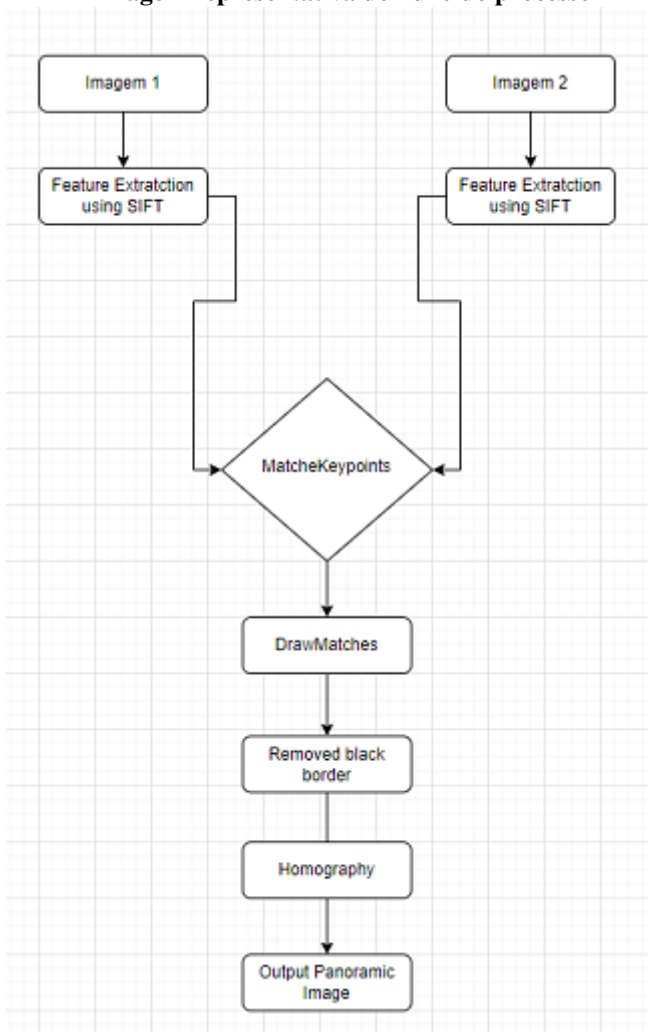 Imagem 1
Imagem 2
Feature Extratction
using SIFT
Feature Extratction
using SIFT
MatcheKeypoints
DrawMatches
Removed black
border
Homography
Output Panoramic
Image